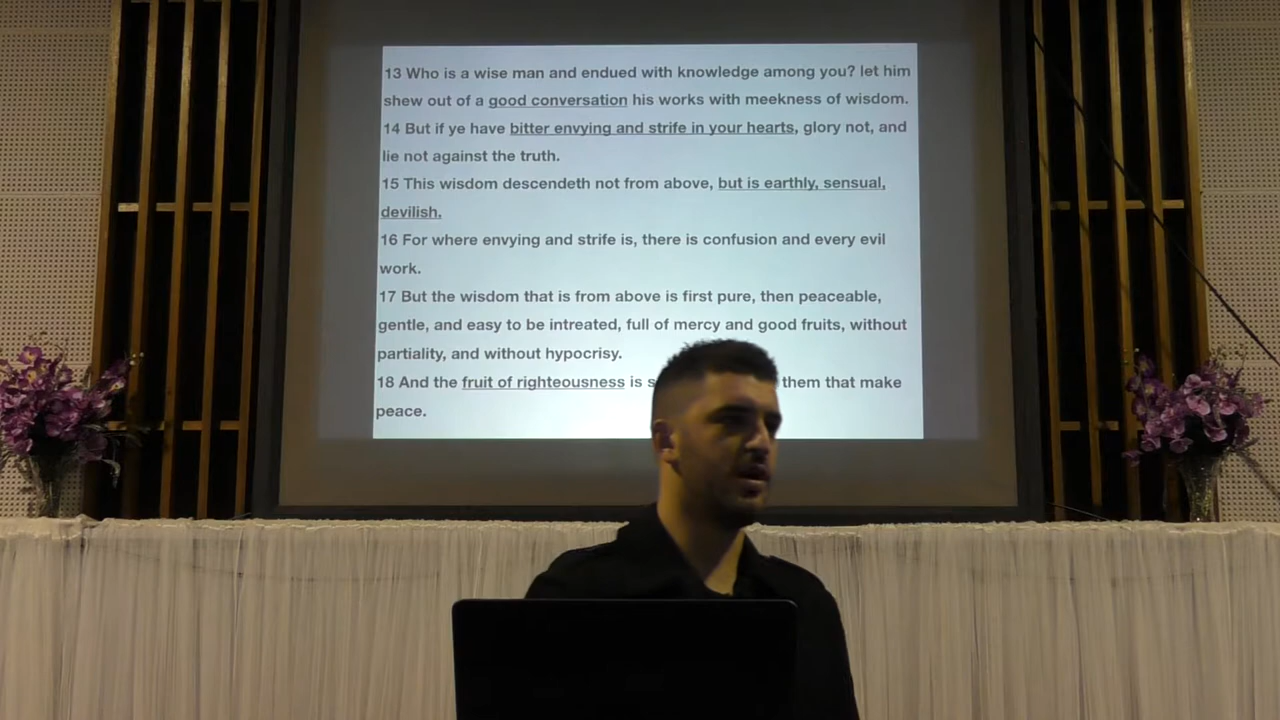 13 Who is a wise man and endued with knowledge among you? let him
shew out of a good conversation his works with meekness of wisdom.
14 But if ye have bitter envying and strife in your hearts, glory not, and
lie not against the truth.
15 This wisdom descendeth not from above, but is earthly, sensual,
devilish.
16 For where envying and strife is, there is confusion and every evil
work.
17 But the wisdom that is from above is first pure, then peaceable,
gentle, and easy to be intreated, full of mercy and good fruits, without
partiality, and without hypocrisy.
18 And the fruit of righteousness is them that make
peace.